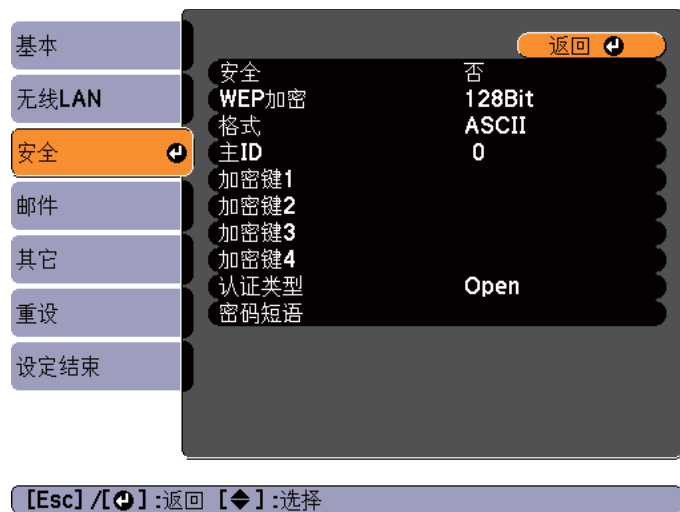 基本
无线LAN
安全
邮件
其它
重设
设定结束
返回
安全 否
WEP加密 128Bit
格式 ASCII
主ID 0
加密键1
加密键2
加密键3
加密键4
认证类型 Open
密码短语
[Esc] /[ ] :返回 [ ] :选择